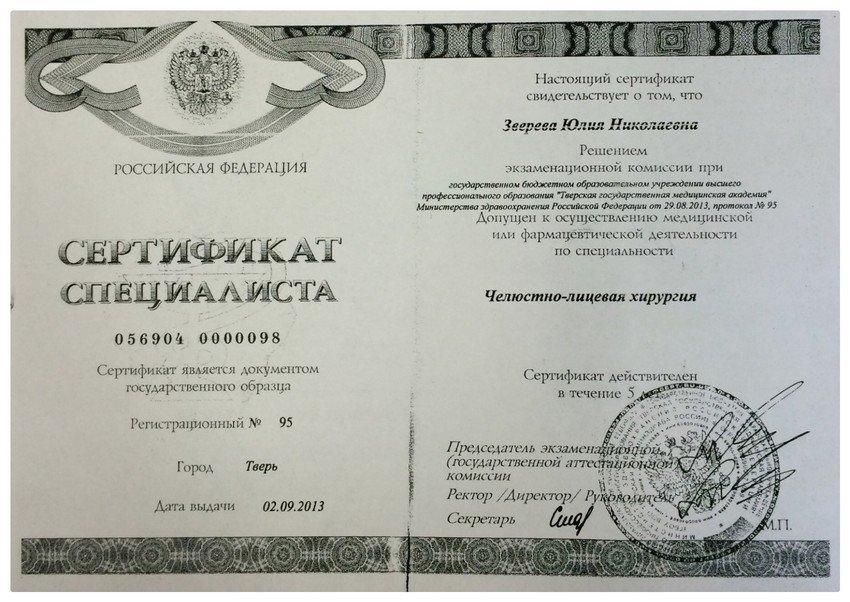 РОССИЙСКАЯ ФЕДЕРАЦИЯ
СЕРТИФИКАТ
СПЕЦИАЛИСТА
056904 0000098
Сертификат является документом
государственного образца
Регистрационный № 95
Город Тверь
Дата выдачи 02.09.2013
Настоящий сертификат
свидетельствует о том, что
Зверева Юлия Николаевна
Решением
экзаменационной комиссии при
государственном бюджетном образовательном учреждении высшего
профессионального образования "Тверская государственная медицинская академия"
Министерства здравоохранения Российской Федерации от 29.08.2013, протокол № 95
Допущен к осуществлению медицинской
или фармацевтической деятельности
по специальности
Челюстно-лицевая хирургия
Сертификат действителен
в течение 5
Председатель экзаменационной
(государственной аттестационной)
комиссии
Ректор /Директор/ Руководитель
Секретарь
М.П.